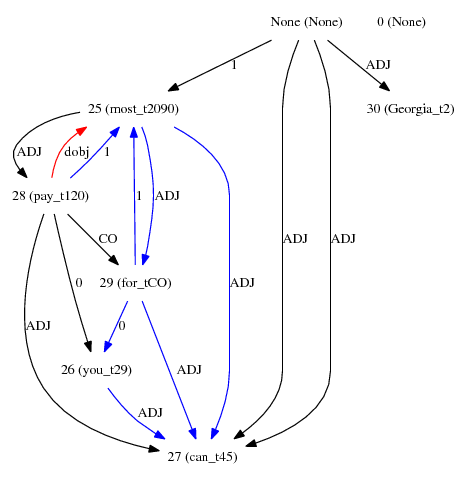 None (None) 0 (None)
1 ADJ
25 (most_t2090) 30 (Georgia_t2)
ADJ dobj 1
28 (pay_t120) 1 ADJ
CO ADJ ADJ
0 29 (for_tCO) ADJ
ADJ 0
26 (you_t29) ADJ
ADJ
27 (can_t45)